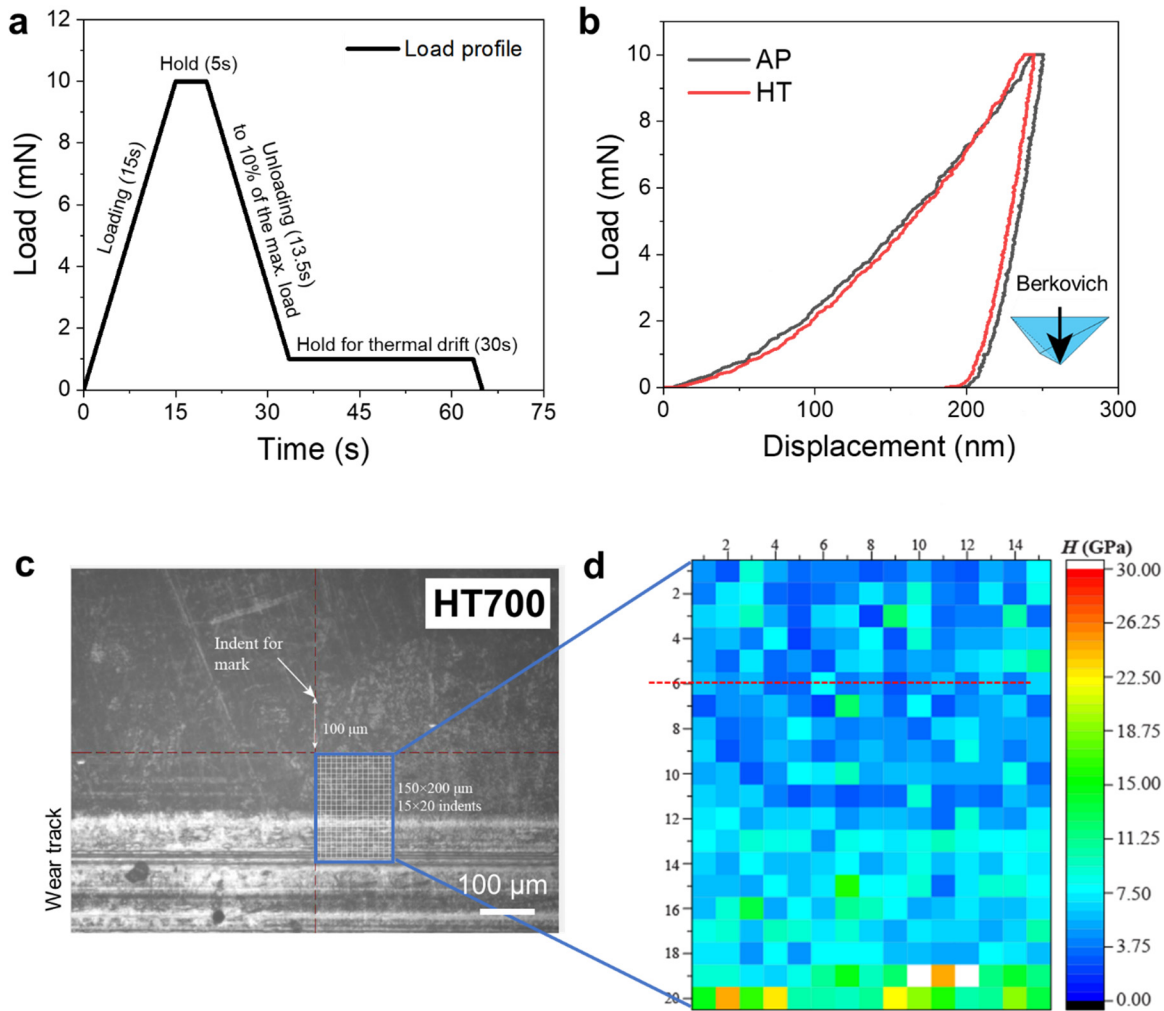 a
12
10
8
6
4
2
0
Load (mN)
Load profile
Hold (5s)
Loading (15s)
Unloading (13.5s)
to 10% of the
max. load
Hold for thermal drift (30s)
0
15
30
45
60
75
Time (s)
b
10
8
6
4
2
0
Load (mN)
AP
HT
Berkovich
0
100
200
300
Displacement (nm)
c
HT700
Indent for
mark
100 μm
150×200 μm
15×20 indents
100 μm
Wear track
d
2
4
6
8
10
12
14
H (GPa)
2
4
6
8
10
12
14
16
18
20
30.00
26.25
22.50
18.75
15.00
11.25
7.50
3.75
0.00